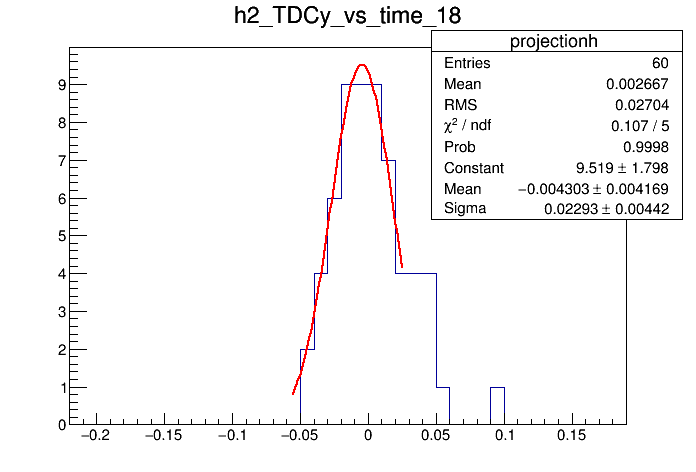 h2_TDCy_vs_time_18
projectionh
Entries 60
Mean 0.002667
RMS 0.02704
χ² / ndf 0.107 / 5
Prob 0.9998
Constant 9.519 ± 1.798
Mean −0.004303 ± 0.004169
Sigma 0.02293 ± 0.00442
9
8
7
6
5
4
3
2
1
0
−0.2 −0.15 −0.1 −0.05 0 0.05 0.1 0.15